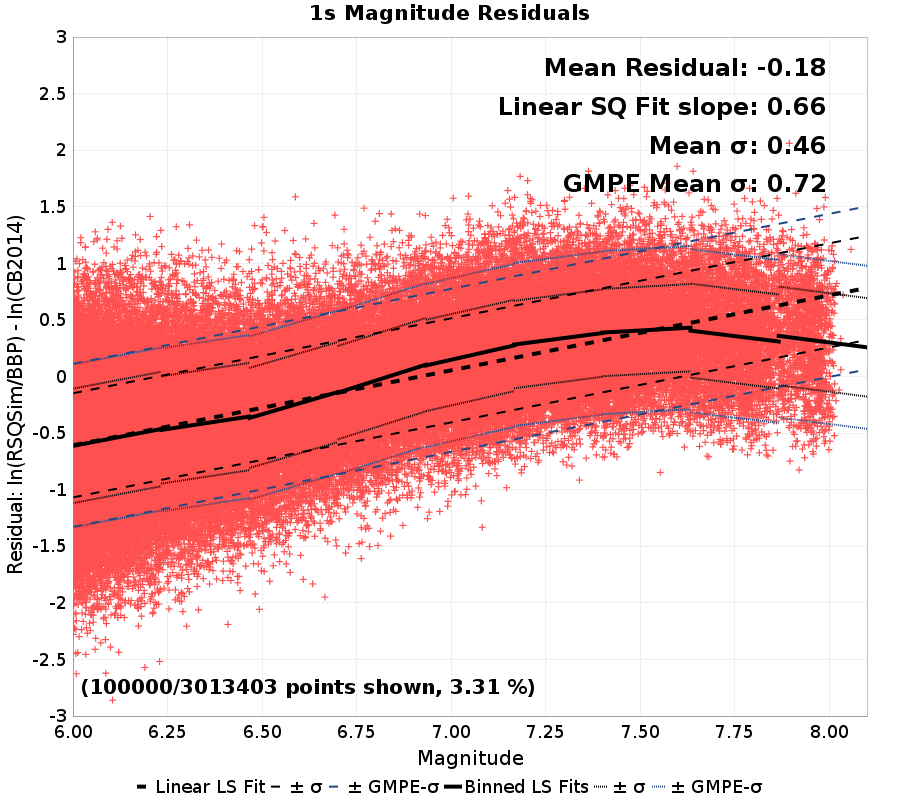 1s Magnitude Residuals
Mean Residual: -0.18
Linear SQ Fit slope: 0.66
Mean σ: 0.46
GMPE Mean σ: 0.72
3
2.5
2
1.5
1
0.5
0
-0.5
-1
-1.5
-2
-2.5
-3
Residual: ln(RSQSim/BBP) - ln(CB2014)
(100000/3013403 points shown, 3.31 %)
6.00 6.25 6.50 6.75 7.00 7.25 7.50 7.75 8.00
Magnitude
Linear LS Fit ± σ ± GMPE-σ Binned LS Fits ± σ ± GMPE-σ